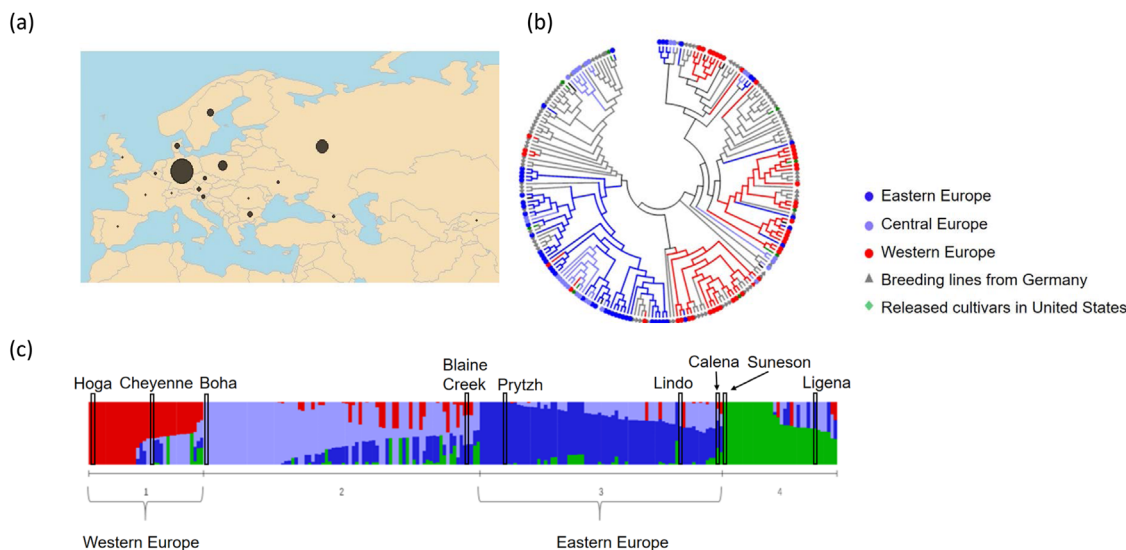 (a)
(b)
Eastern Europe
Central Europe
Western Europe
Breeding lines from Germany
Released cultivars in United States
(c)
Hoga
Cheyenne
Boha
Blaine
Creek
Prytzh
Lindo
Calena
Suneson
Ligena
1
2
3
4
Western Europe
Eastern Europe